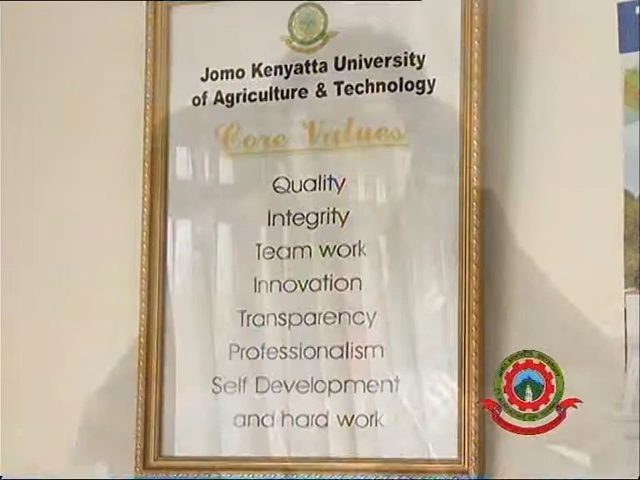 Jomo Kenyatta University
of Agriculture & Technology
Core Values
Quality
Integrity
Team work
Innovation
Transparency
Professionalism
Self Development
and hard work